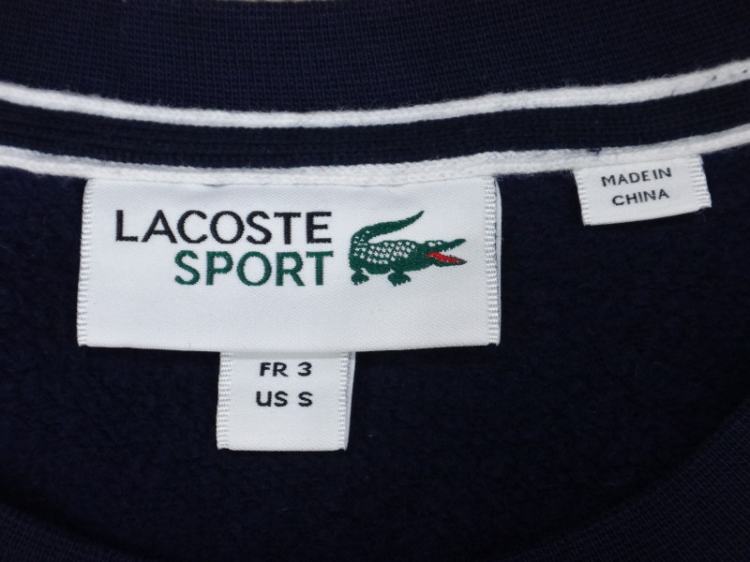 LACOSTE
SPORT
FR 3
US S
MADE IN
CHINA